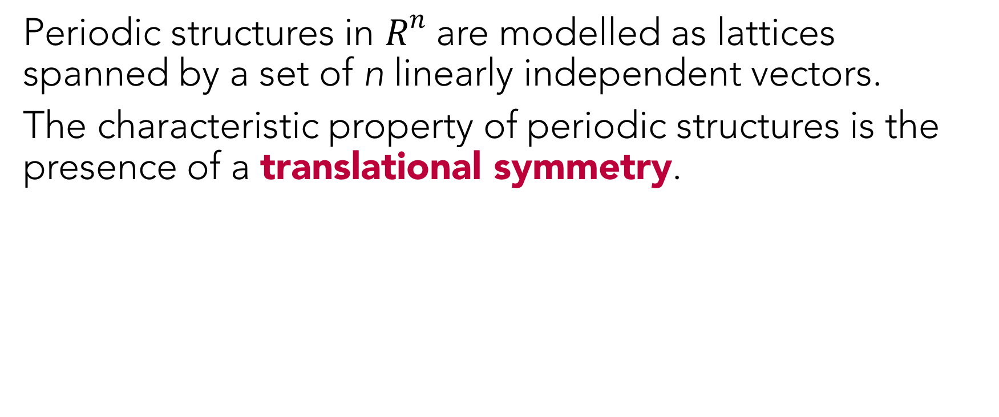 Periodic structures in 𝑅ⁿ are modelled as lattices
spanned by a set of n linearly independent vectors.
The characteristic property of periodic structures is the
presence of a translational symmetry.